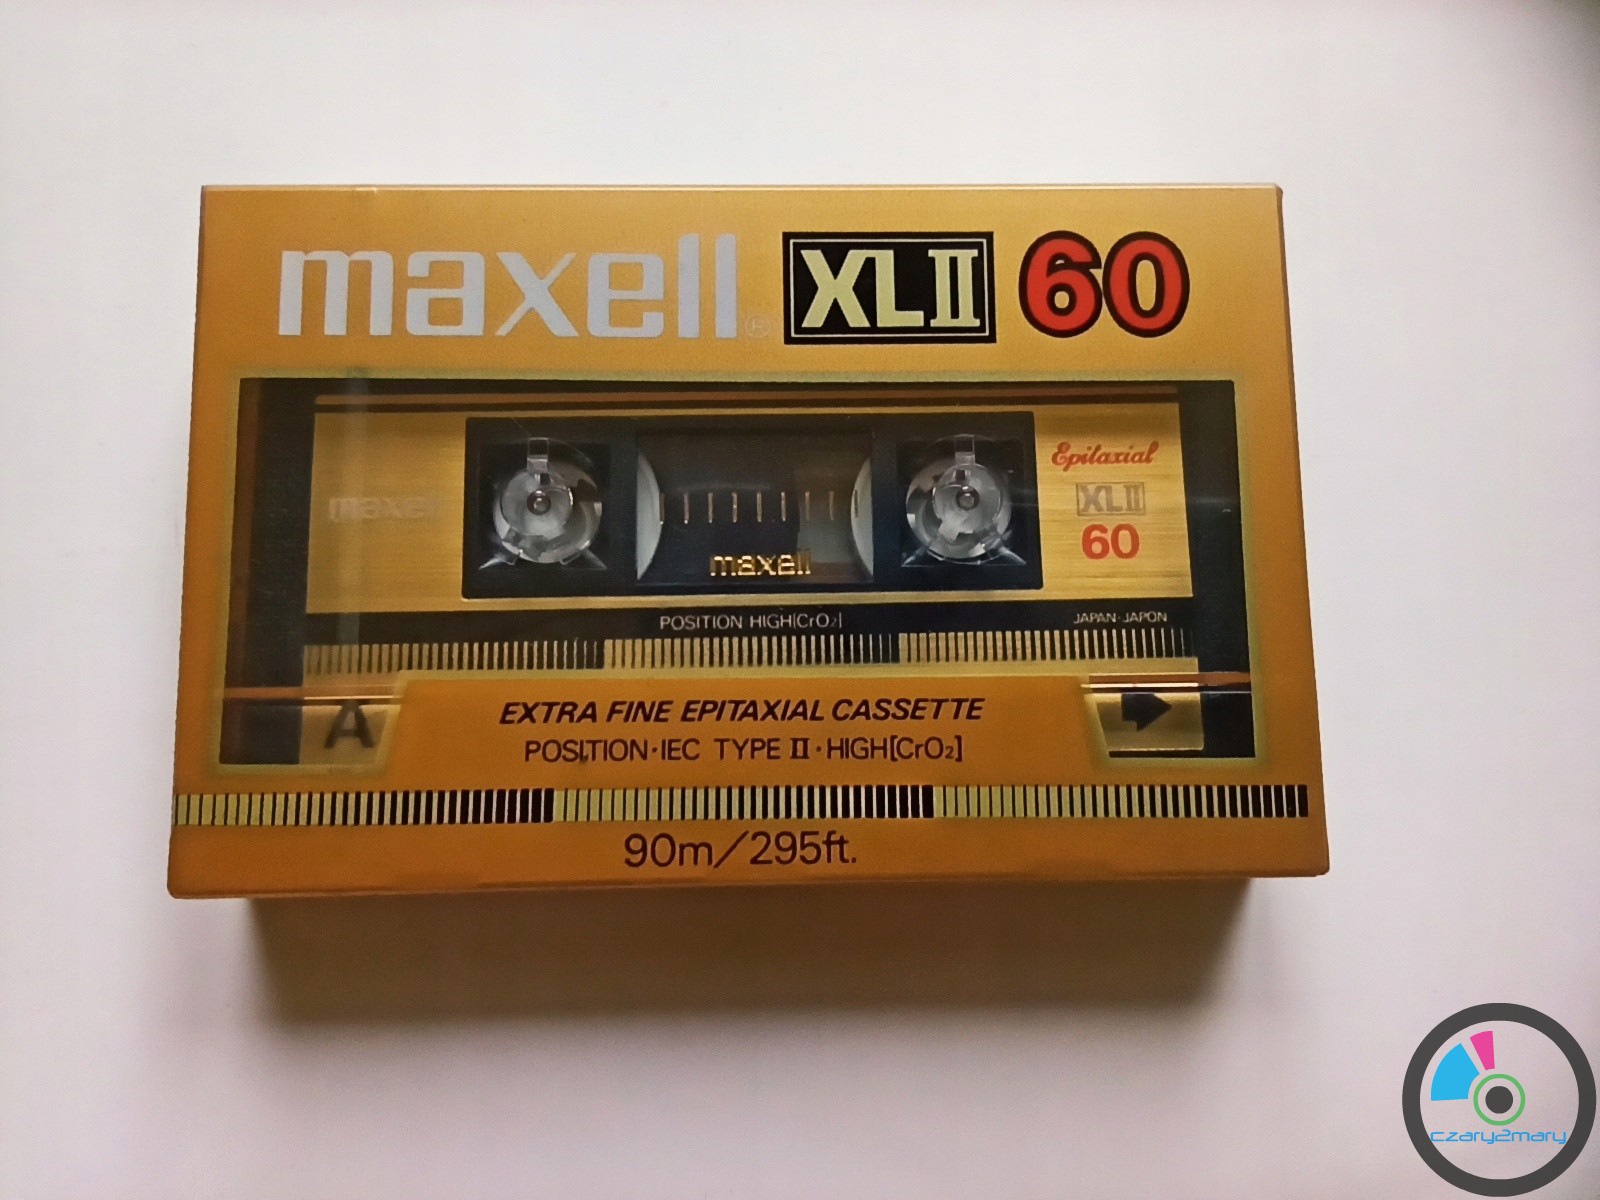 maxell® XLII 60
Epitaxial
maxell
XLII
60
maxell
POSITION HIGH[CrO₂]
JAPAN·JAPON
A
EXTRA FINE EPITAXIAL CASSETTE
POSITION·IEC TYPE II·HIGH[CrO₂]
90m/295ft.
czary2mary